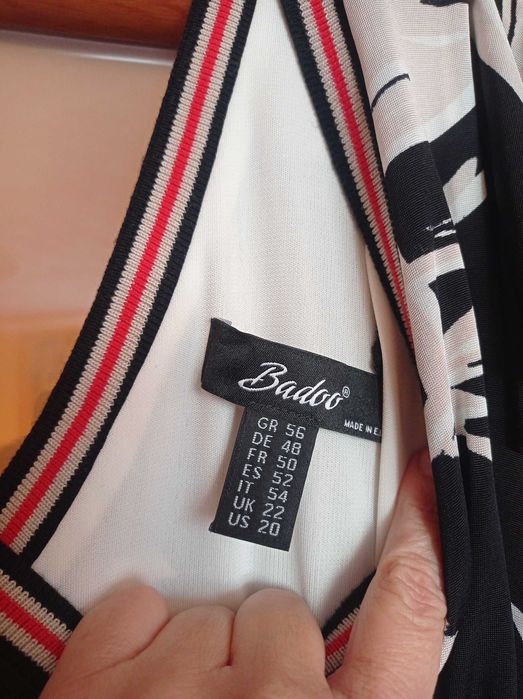 Badoo®
MADE IN E
GR 56
DE 48
FR 50
ES 52
IT 54
UK 22
US 20